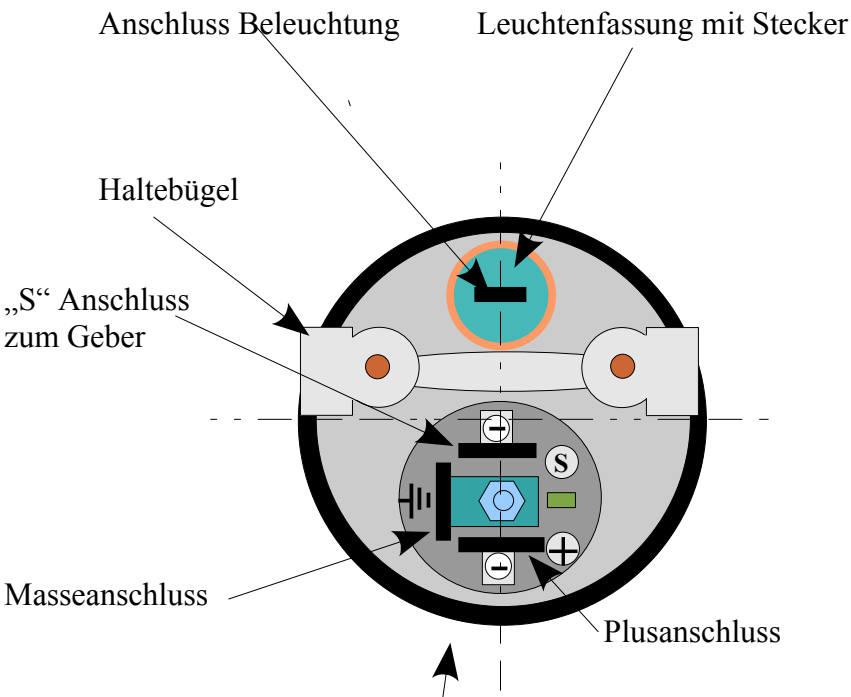 Anschluss Beleuchtung
Leuchtenfassung mit Stecker
Haltebügel
„S“ Anschluss
zum Geber
S
Masseanschluss
Plusanschluss